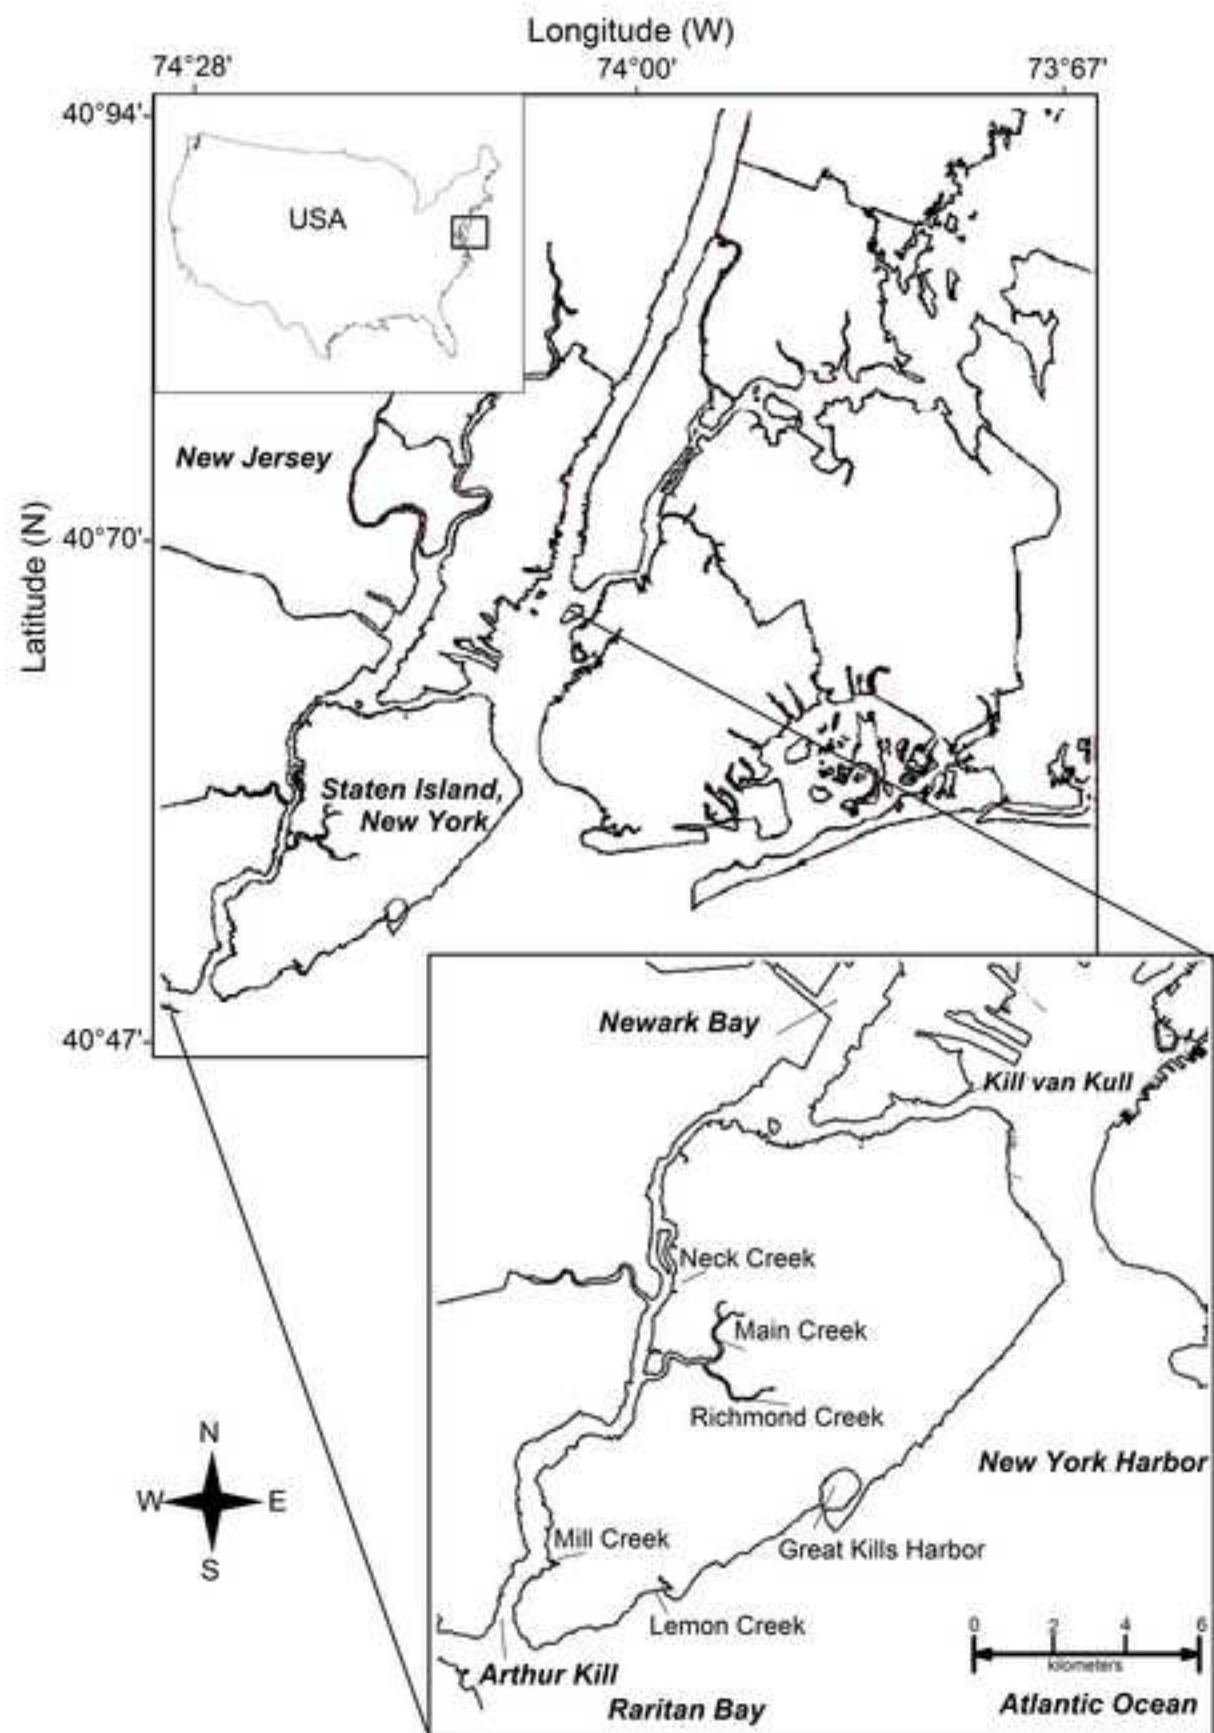 Longitude (W)
74°28'
74°00'
73°67'
40°94'
USA
New Jersey
Latitude (N)
40°70'
Staten Island,
New York
40°47'
Newark Bay
Kill van Kull
Neck Creek
Main Creek
Richmond Creek
New York Harbor
N
W
E
S
Mill Creek
Great Kills Harbor
Lemon Creek
0 2 4 6
kilometers
Arthur Kill
Raritan Bay
Atlantic Ocean